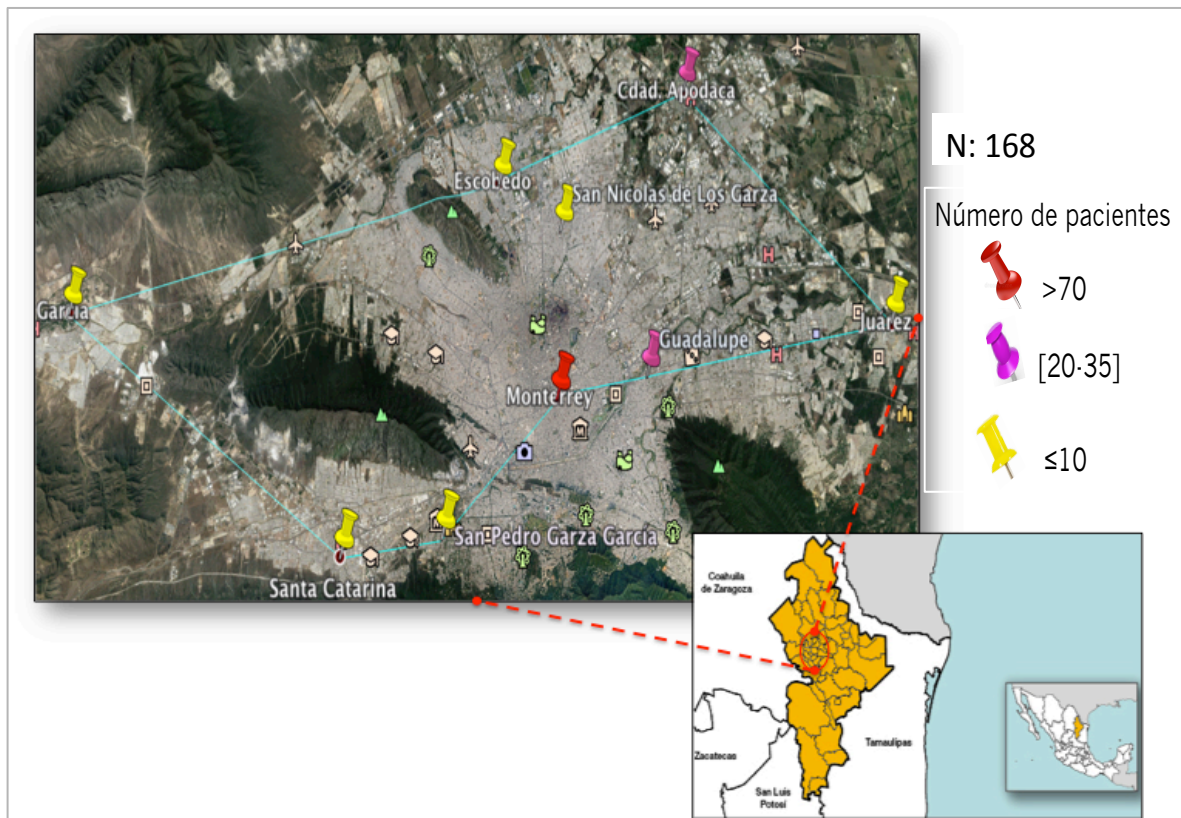 Cdad. Apodaca
N: 168
Escobedo
San Nicolas de Los Garza
Número de pacientes
>70
García
Juarez
Guadalupe
[20-35]
Monterrey
≤10
San Pedro Garza García
Santa Catarina
Coahuila
de Zaragoza
Tamaulipas
Zacatecas
San Luis
Potosí